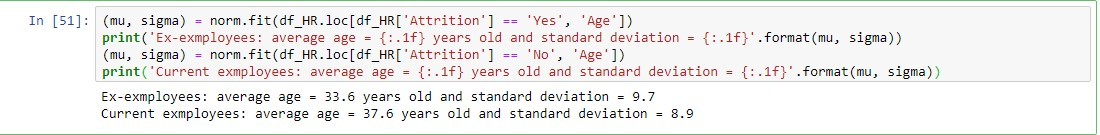 In [51]: (mu, sigma) = norm.fit(df_HR.loc[df_HR['Attrition'] == 'Yes', 'Age'])
print('Ex-exmployees: average age = {:.1f} years old and standard deviation = {:.1f}'.format(mu, sigma))
(mu, sigma) = norm.fit(df_HR.loc[df_HR['Attrition'] == 'No', 'Age'])
print('Current exmployees: average age = {:.1f} years old and standard deviation = {:.1f}'.format(mu, sigma))
Ex-exmployees: average age = 33.6 years old and standard deviation = 9.7
Current exmployees: average age = 37.6 years old and standard deviation = 8.9